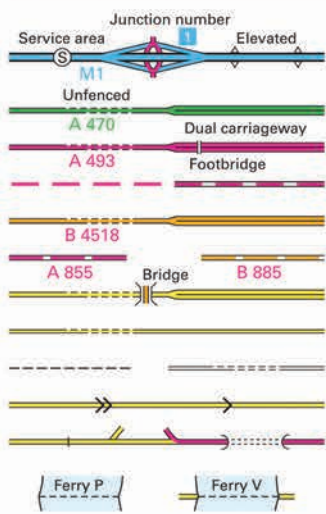 Junction number
Service area
1
Elevated
S
M1
Unfenced
A 470
Dual carriageway
A 493
Footbridge
B 4518
A 855
Bridge
B 885
Ferry P
Ferry V